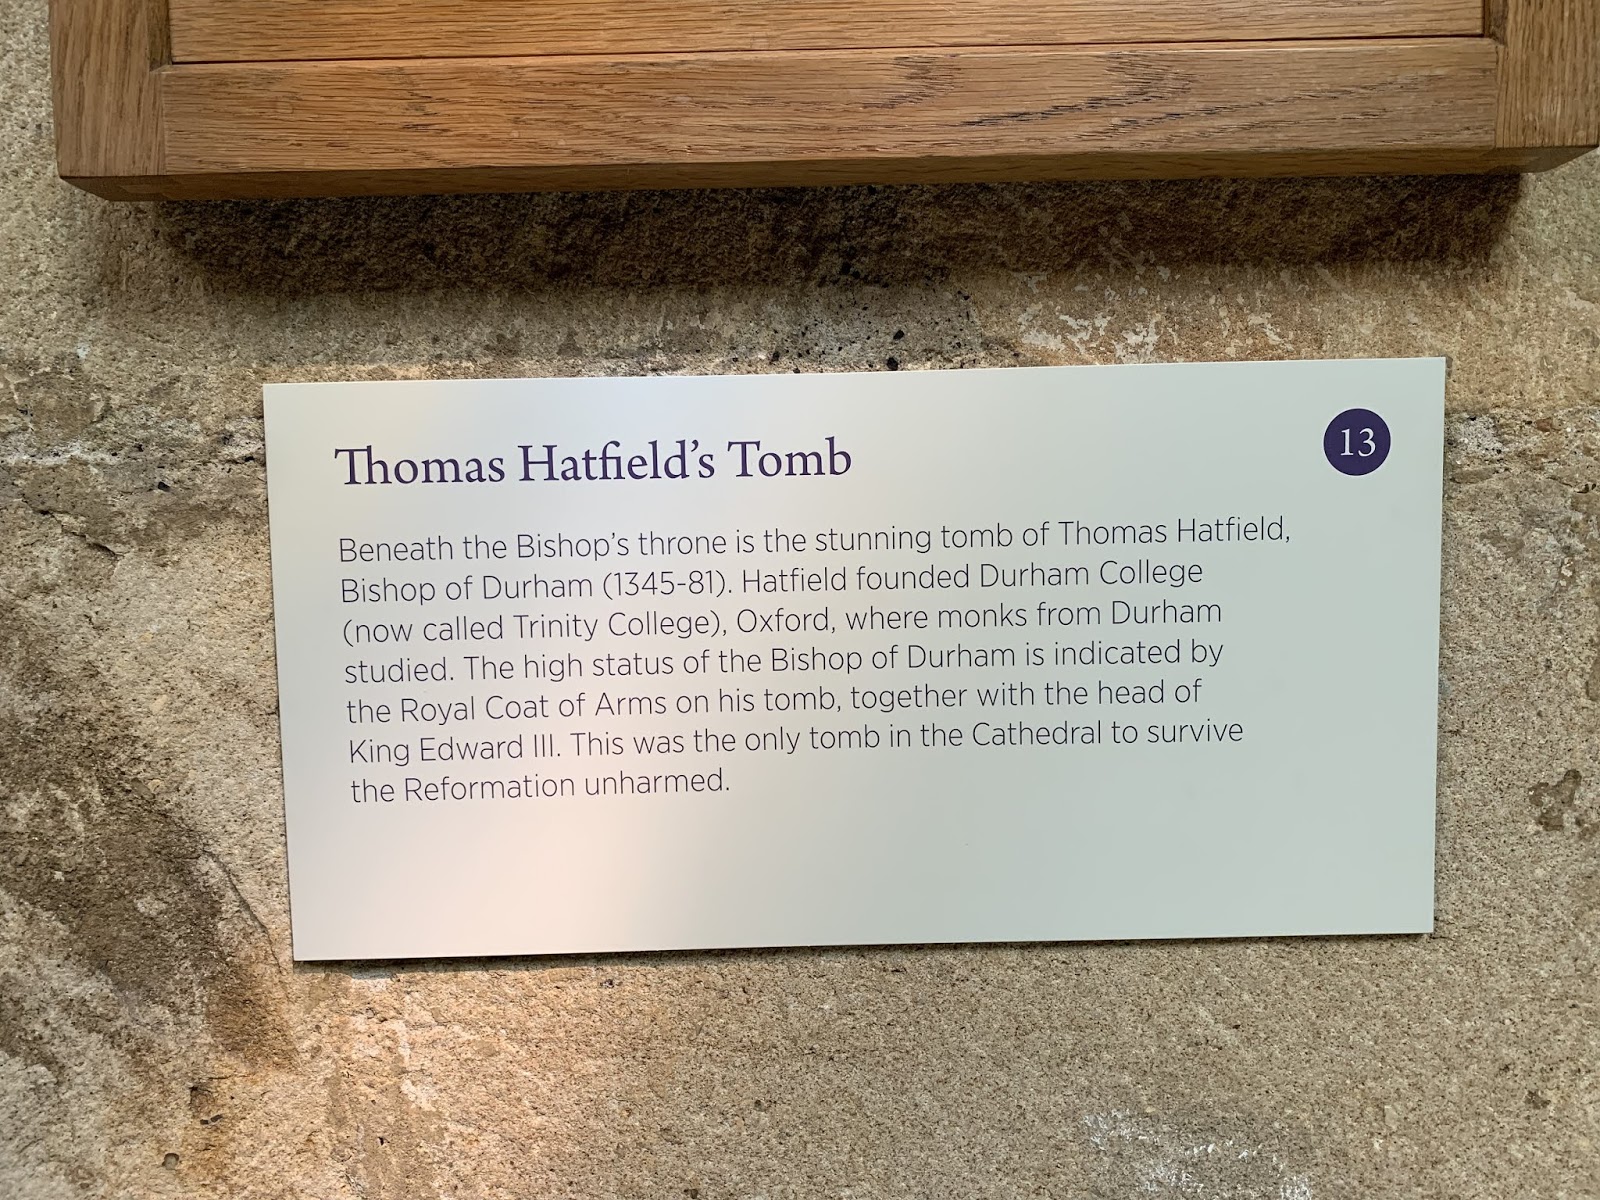 Thomas Hatfield's Tomb
13
Beneath the Bishop's throne is the stunning tomb of Thomas Hatfield,
Bishop of Durham (1345-81). Hatfield founded Durham College
(now called Trinity College), Oxford, where monks from Durham
studied. The high status of the Bishop of Durham is indicated by
the Royal Coat of Arms on his tomb, together with the head of
King Edward III. This was the only tomb in the Cathedral to survive
the Reformation unharmed.